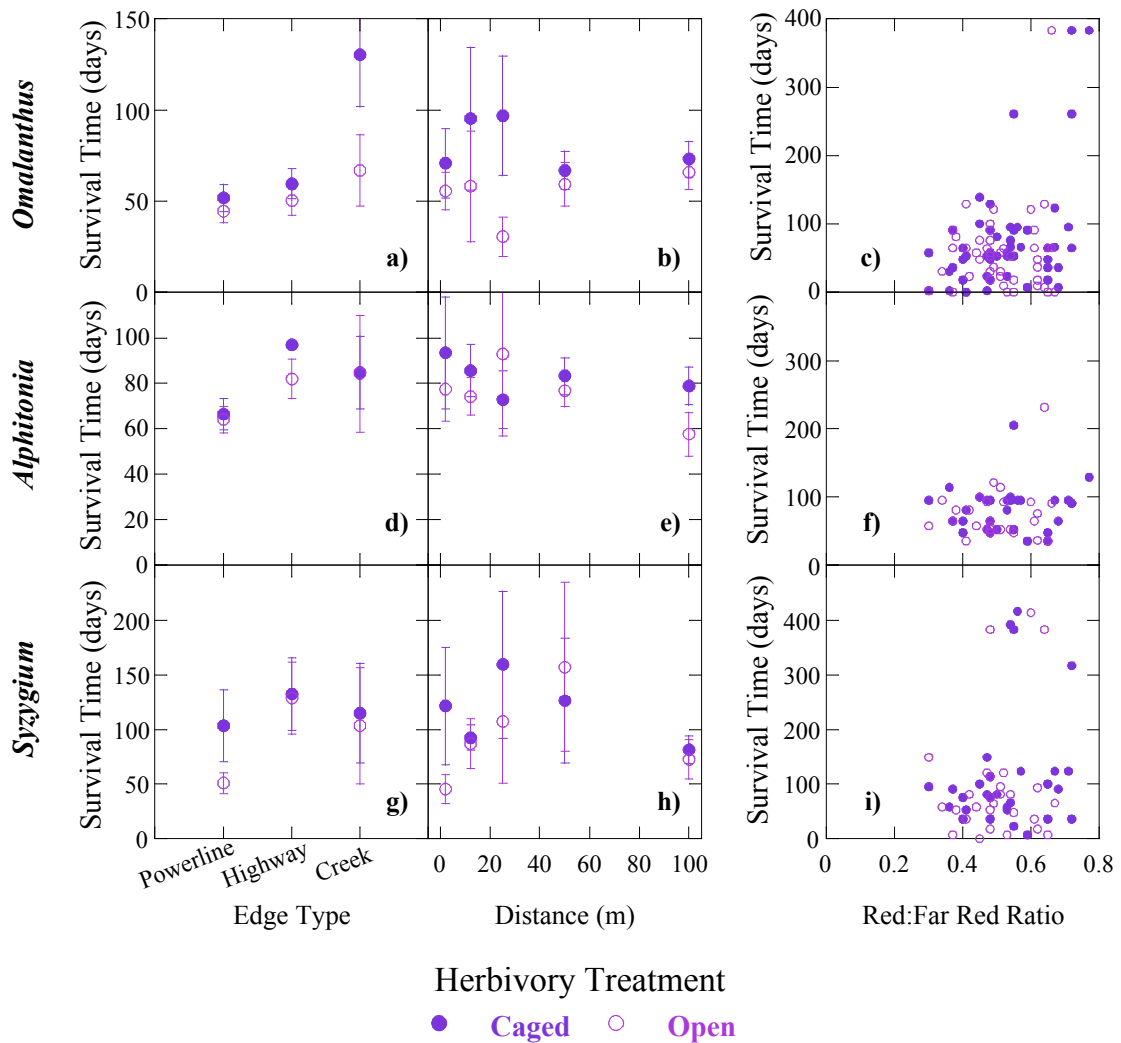 Omalanthus
Survival Time (days)
150
100
50
0
a)
b)
Survival Time (days)
400
300
200
100
0
c)
Alphitonia
Survival Time (days)
100
80
60
40
20
0
d)
e)
Survival Time (days)
300
200
100
0
f)
Syzygium
Survival Time (days)
200
150
100
50
0
g)
h)
Survival Time (days)
400
300
200
100
0
i)
Powerline Highway Creek
0 20 40 60 80 100
0 0.2 0.4 0.6 0.8
Edge Type
Distance (m)
Red:Far Red Ratio
Herbivory Treatment
Caged Open